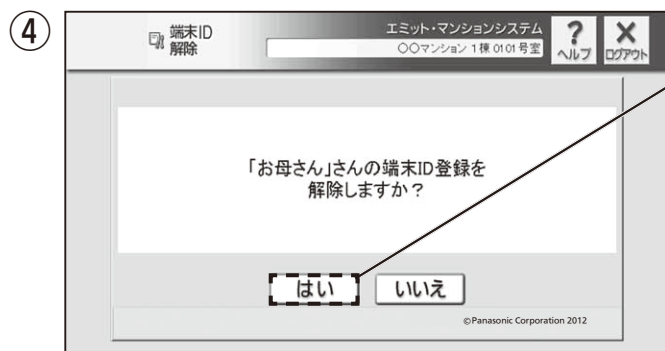 ④
端末ID
解除
エミット・マンションシステム
〇〇マンション 1棟 0101号室
?
ヘルプ
×
ログアウト
「お母さん」さんの端末ID登録を
解除しますか？
はい
いいえ
©Panasonic Corporation 2012